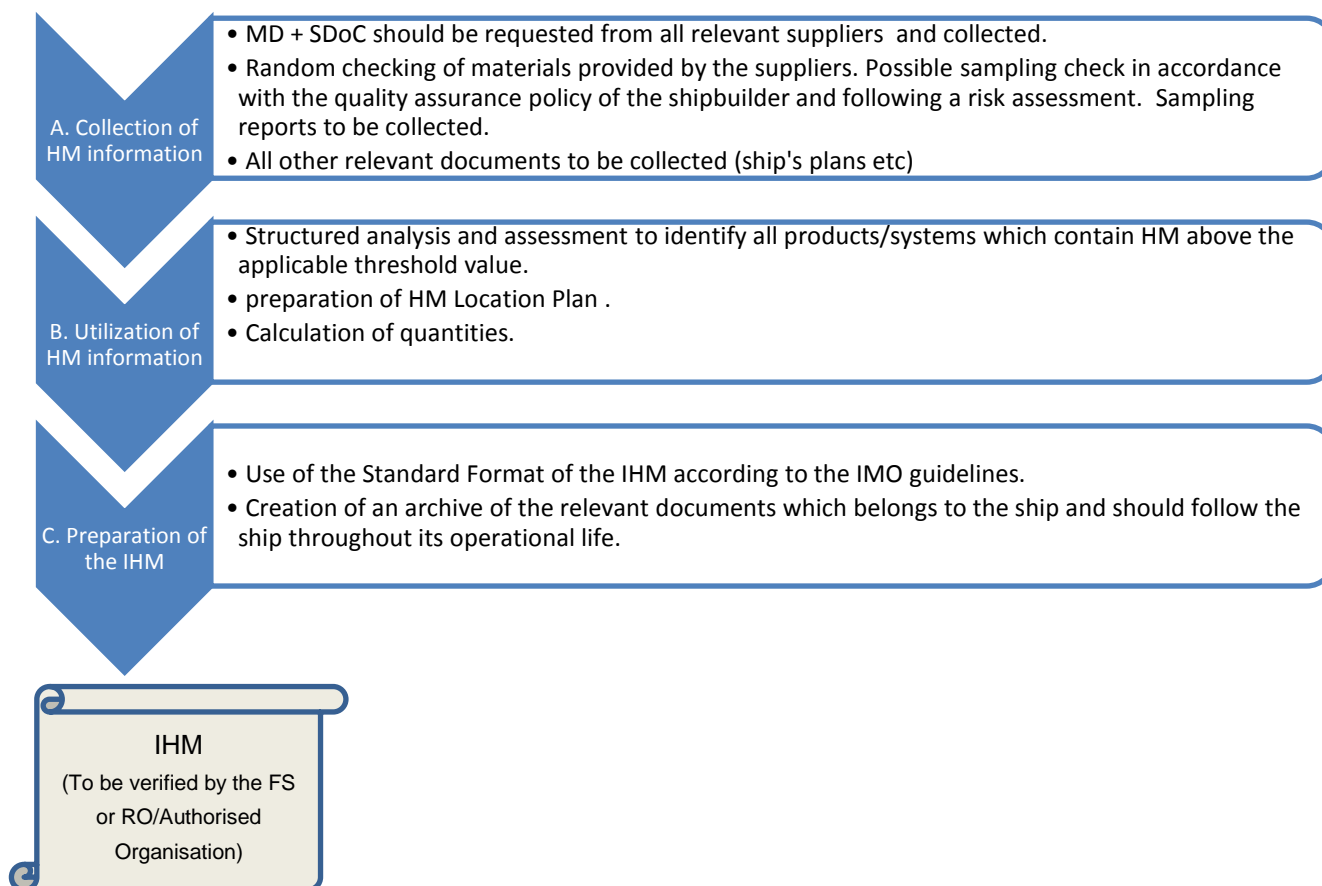 • MD + SDoC should be requested from all relevant suppliers and collected.
• Random checking of materials provided by the suppliers. Possible sampling check in accordance
with the quality assurance policy of the shipbuilder and following a risk assessment. Sampling
reports to be collected.
• All other relevant documents to be collected (ship's plans etc)
A. Collection of
HM information
• Structured analysis and assessment to identify all products/systems which contain HM above the
applicable threshold value.
• preparation of HM Location Plan .
• Calculation of quantities.
B. Utilization of
HM information
• Use of the Standard Format of the IHM according to the IMO guidelines.
• Creation of an archive of the relevant documents which belongs to the ship and should follow the
ship throughout its operational life.
C. Preparation of
the IHM
IHM
(To be verified by the FS
or RO/Authorised
Organisation)